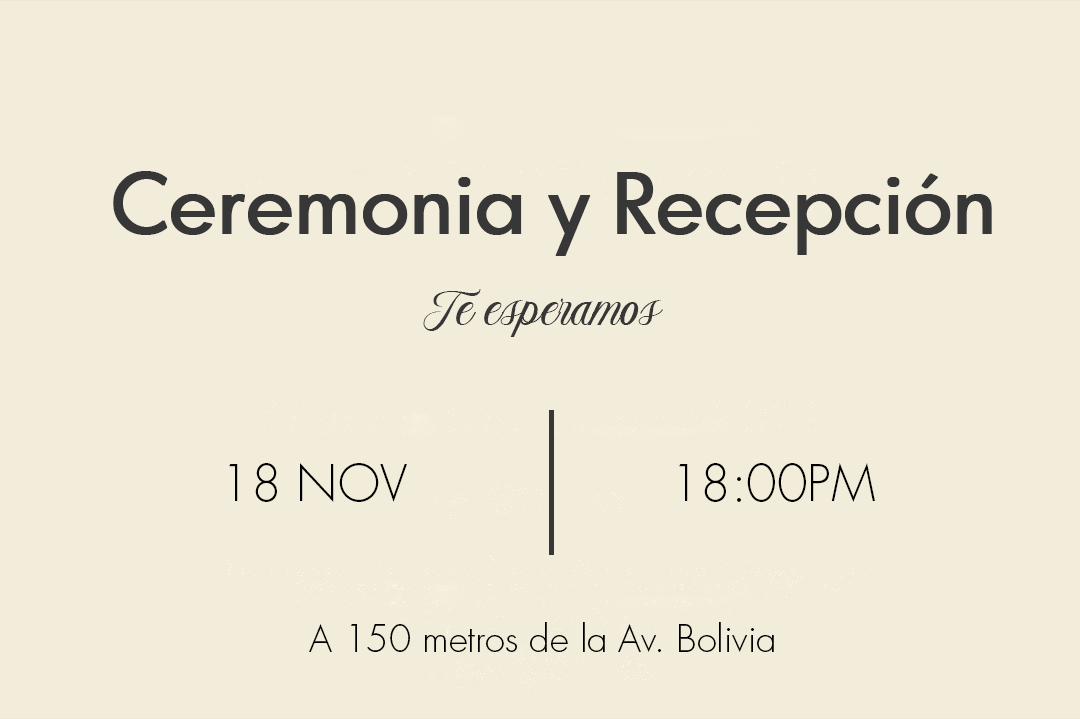 Ceremonia y Recepción
Te esperamos
18 NOV
18:00PM
A 150 metros de la Av. Bolivia